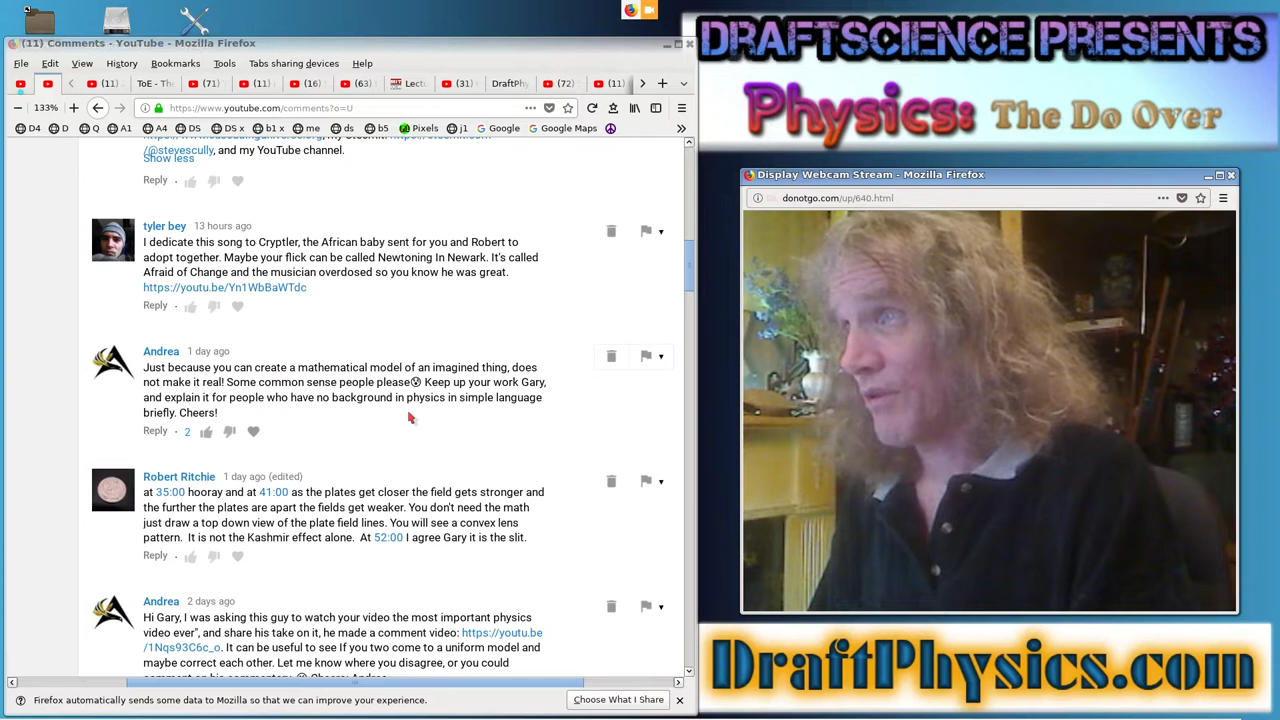 (11) Comments - YouTube - Mozilla Firefox
File Edit View History Bookmarks Tools Tabs sharing devices Help
(11) ToE - The (71) (11) (16) (63) Lect (31) DraftPhy (72) (11)
133% https://www.youtube.com/comments?o=U
D4 D Q A1 A4 DS DS x b1 x me ds b5 Pixels j1 Google Google Maps
/@stevescully, and my YouTube channel.
Show less
Reply
tyler bey 13 hours ago
I dedicate this song to Cryptler, the African baby sent for you and Robert to
adopt together. Maybe your flick can be called Newtoning In Newark. It's called
Afraid of Change and the musician overdosed so you know he was great.
https://youtu.be/Yn1WbBaWTdc
Reply
Andrea 1 day ago
Just because you can create a mathematical model of an imagined thing, does
not make it real! Some common sense people please😵 Keep up your work Gary,
and explain it for people who have no background in physics in simple language
briefly. Cheers!
Reply 2
Robert Ritchie 1 day ago (edited)
at 35:00 hooray and at 41:00 as the plates get closer the field gets stronger and
the further the plates are apart the fields get weaker. You don't need the math
just draw a top down view of the plate field lines. You will see a convex lens
pattern. It is not the Kashmir effect alone. At 52:00 I agree Gary it is the slit.
Reply
Andrea 2 days ago
Hi Gary, I was asking this guy to watch your video the most important physics
video ever", and share his take on it, he made a comment video: https://youtu.be
/1Nqs93C6c_o. It can be useful to see If you two come to a uniform model and
maybe correct each other. Let me know where you disagree, or you could
Firefox automatically sends some data to Mozilla so that we can improve your experience. Choose What I Share
DRAFTSCIENCE PRESENTS
Physics: The Do Over
Display Webcam Stream - Mozilla Firefox
donotgo.com/up/640.html
DraftPhysics.com